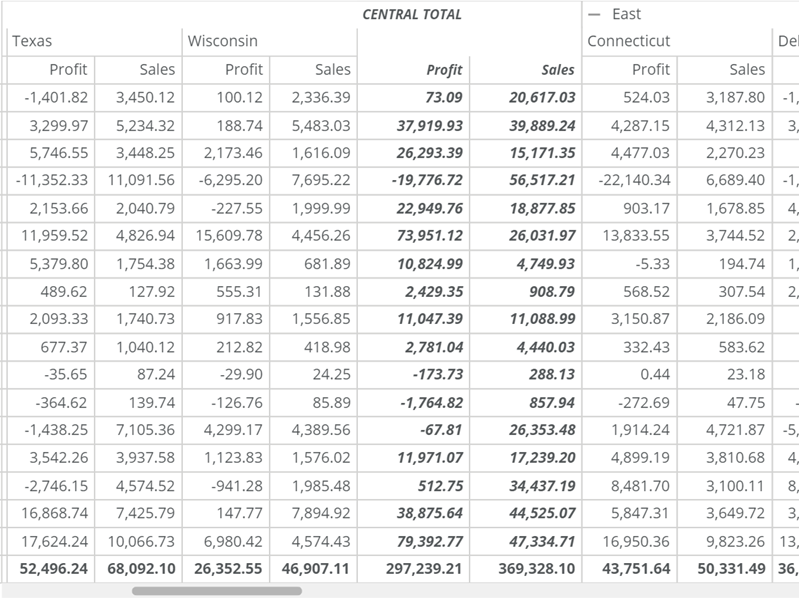 CENTRAL TOTAL — East
Texas Wisconsin Connecticut Del
Profit Sales Profit Sales Profit Sales Profit Sales
-1,401.82 3,450.12 100.12 2,336.39 73.09 20,617.03 524.03 3,187.80 -1,
3,299.97 5,234.32 188.74 5,483.03 37,919.93 39,889.24 4,287.15 4,312.13 3,
5,746.55 3,448.25 2,173.46 1,616.09 26,293.39 15,171.35 4,477.03 2,270.23
-11,352.33 11,091.56 -6,295.20 7,695.22 -19,776.72 56,517.21 -22,140.34 6,689.40 -1,
2,153.66 2,040.79 -227.55 1,999.99 22,949.76 18,877.85 903.17 1,678.85 4,
11,959.52 4,826.94 15,609.78 4,456.26 73,951.12 26,031.97 13,833.55 3,744.52 2,
5,379.80 1,754.38 1,663.99 681.89 10,824.99 4,749.93 -5.33 194.74 1,
489.62 127.92 555.31 131.88 2,429.35 908.79 568.52 307.54 2,
2,093.33 1,740.73 917.83 1,556.85 11,047.39 11,088.99 3,150.87 2,186.09
677.37 1,040.12 212.82 418.98 2,781.04 4,440.03 332.43 583.62
-35.65 87.24 -29.90 24.25 -173.73 288.13 0.44 23.18
-364.62 139.74 -126.76 85.89 -1,764.82 857.94 -272.69 47.75 -
-1,438.25 7,105.36 4,299.17 4,389.56 -67.81 26,353.48 1,914.24 4,721.87 -5,
3,542.26 3,937.58 1,123.83 1,576.02 11,971.07 17,239.20 4,899.19 3,810.68 4,
-2,746.15 4,574.52 -941.28 1,985.48 512.75 34,437.19 8,481.70 3,100.11 8,
16,868.74 7,425.79 147.77 7,894.92 38,875.64 44,525.07 5,847.31 3,649.72 3,
17,624.24 10,066.73 6,980.42 4,574.43 79,392.77 47,334.71 16,950.36 9,823.26 13,
52,496.24 68,092.10 26,352.55 46,907.11 297,239.21 369,328.10 43,751.64 50,331.49 36,